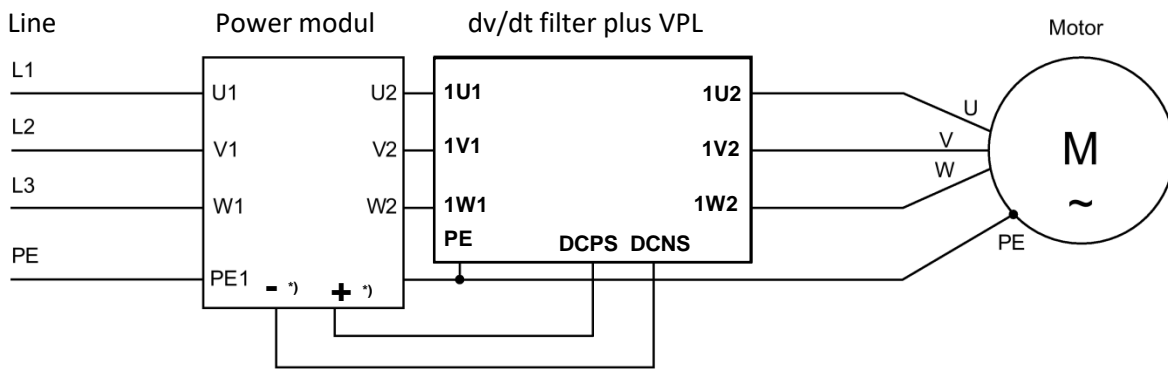 Line Power modul dv/dt filter plus VPL Motor
L1
U1 U2 1U1 1U2 U
L2
V1 V2 1V1 1V2 V M
L3 W
W1 W2 1W1 1W2 ~
PE PE DCPS DCNS PE
PE1 - *) + *)